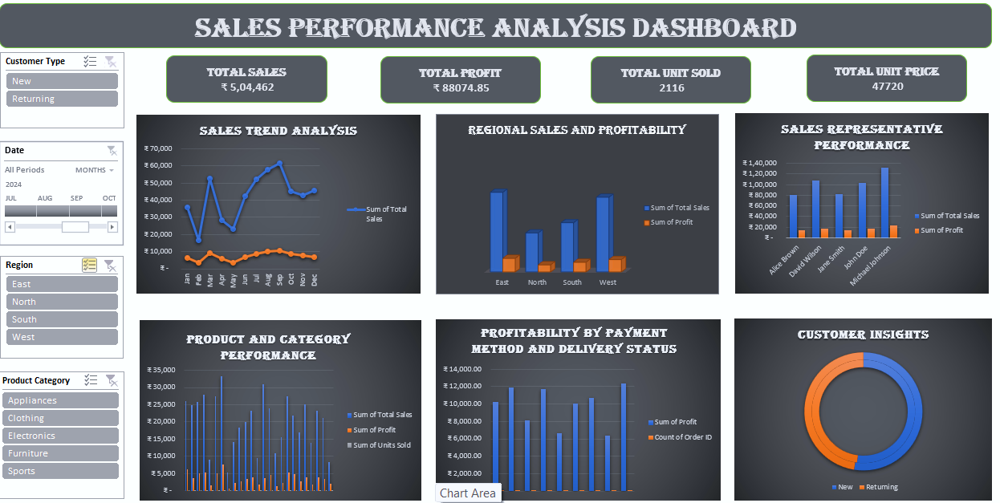 SALES PERFORMANCE ANALYSIS DASHBOARD
Customer Type
New
Returning
Date
All Periods MONTHS
2024
JUL AUG SEP OCT
Region
East
North
South
West
Product Category
Appliances
Clothing
Electronics
Furniture
Sports
TOTAL SALES
₹ 5,04,462
TOTAL PROFIT
₹ 88074.85
TOTAL UNIT SOLD
2116
TOTAL UNIT PRICE
47720
SALES TREND ANALYSIS
₹ 70,000
₹ 60,000
₹ 50,000
₹ 40,000
₹ 30,000
₹ 20,000
₹ 10,000
₹ -
Jan Feb Mar Apr May Jun Jul Aug Sep Oct Nov Dec
Sum of Total
Sales
REGIONAL SALES AND PROFITABILITY
East North South West
Sum of Total Sales
Sum of Profit
SALES REPRESENTATIVE
PERFORMANCE
₹ 1,40,000
₹ 1,20,000
₹ 1,00,000
₹ 80,000
₹ 60,000
₹ 40,000
₹ 20,000
₹ -
Alice Brown David Wilson Jane Smith John Doe Michael Johnson
Sum of Total Sales
Sum of Profit
PRODUCT AND CATEGORY
PERFORMANCE
₹ 35,000
₹ 30,000
₹ 25,000
₹ 20,000
₹ 15,000
₹ 10,000
₹ 5,000
₹ -
Sum of Total Sales
Sum of Profit
Sum of Units Sold
PROFITABILITY BY PAYMENT
METHOD AND DELIVERY STATUS
₹ 14,000.00
₹ 12,000.00
₹ 10,000.00
₹ 8,000.00
₹ 6,000.00
₹ 4,000.00
₹ 2,000.00
Sum of Profit
Count of Order ID
Chart Area
CUSTOMER INSIGHTS
New Returning